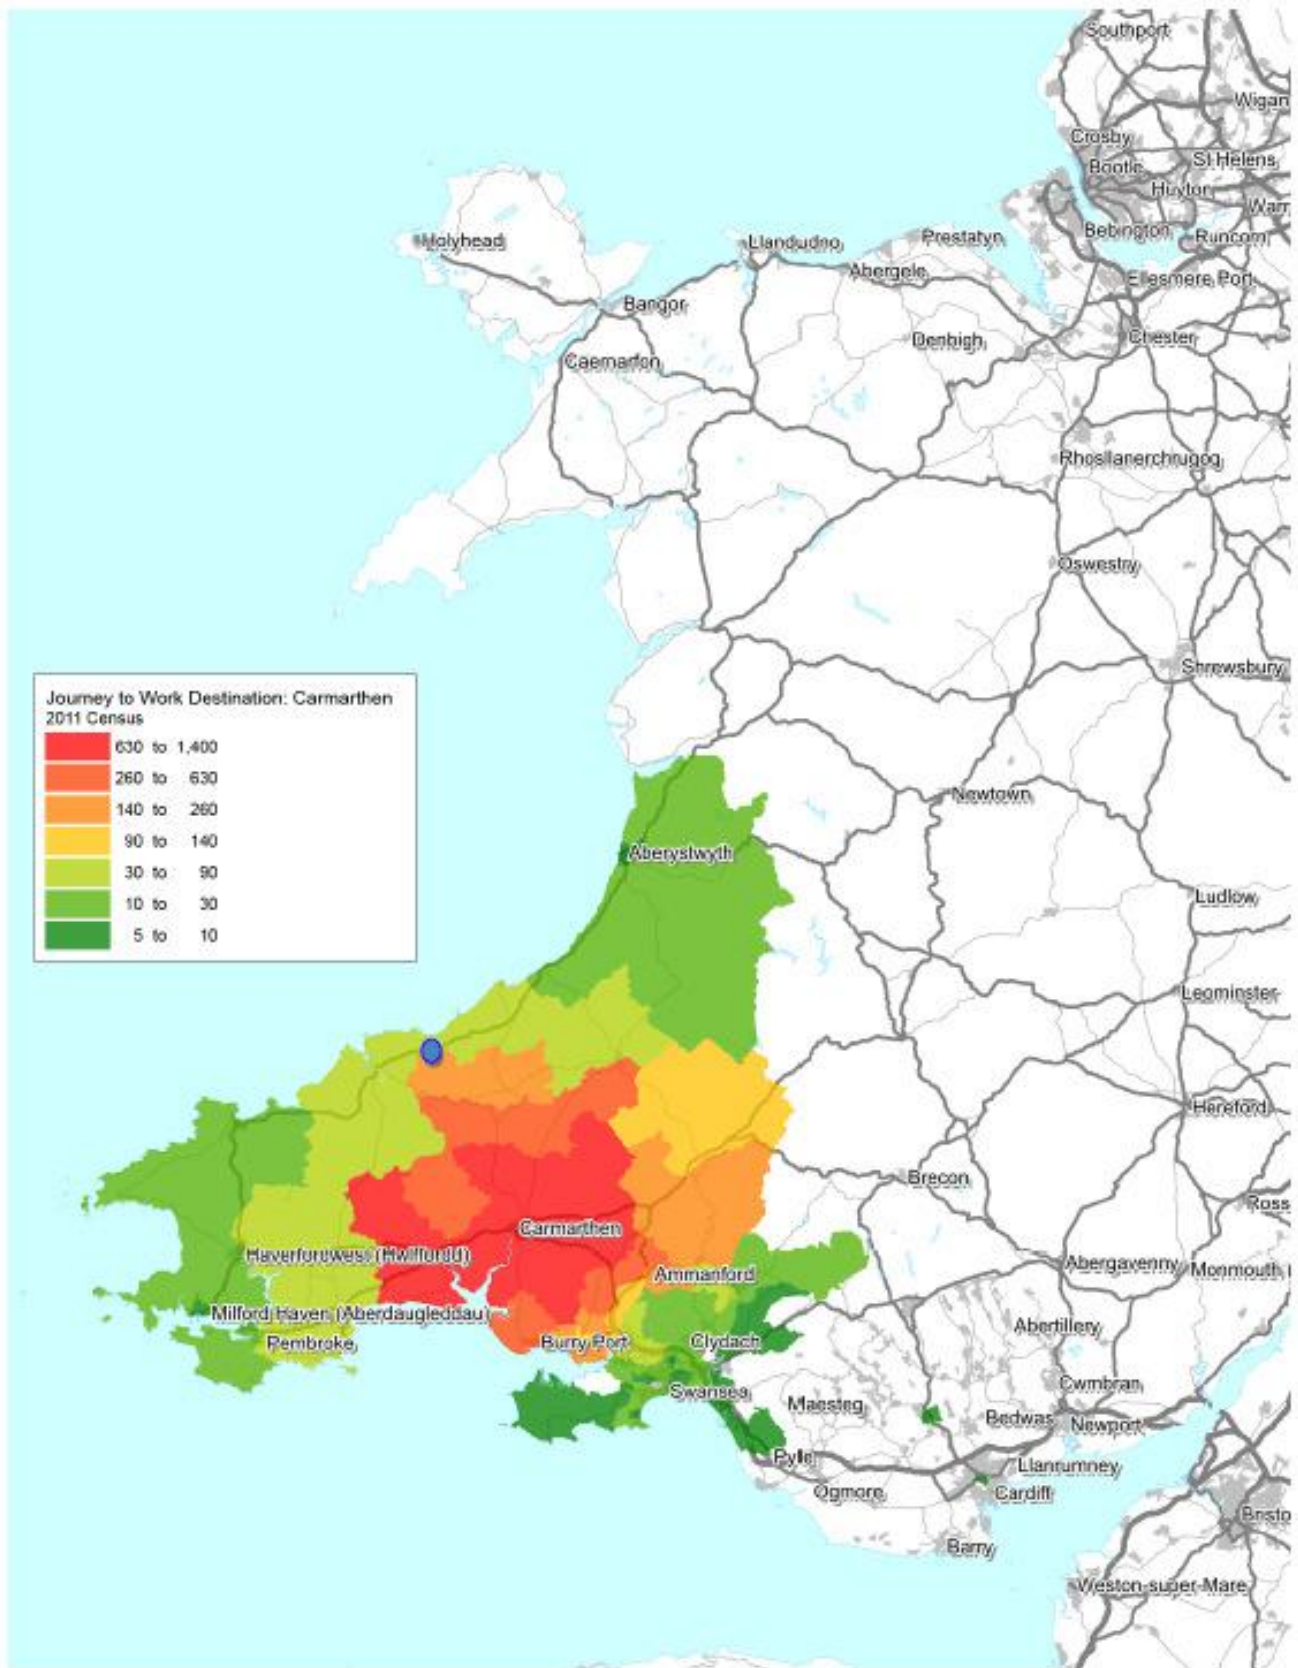 Southport
Wigan
Crosby
Bootle
St Helens
Huyton
Warr
Holyhead
Llandudno
Prestatyn
Bebington
Runcorn
Abergele
Ellesmere Port
Bangor
Denbigh
Chester
Caernarfon
Rhosllanerchrugog
Oswestry
Shrewsbury
Journey to Work Destination: Carmarthen
2011 Census
630 to 1,400
260 to 630
140 to 260
90 to 140
30 to 90
10 to 30
5 to 10
Newtown
Aberystwyth
Ludlow
Leominster
Hereford
Brecon
Ross
Carmarthen
Haverfordwest (Hwlffordd)
Abergavenny
Monmouth
Ammanford
Milford Haven (Aberdaugleddau)
Abertillery
Pembroke
Burry Port
Clydach
Cwmbran
Swansea
Maesteg
Bedwas
Newport
Pyle
Llanrumney
Ogmore
Cardiff
Bristo
Barry
Weston-super-Mare